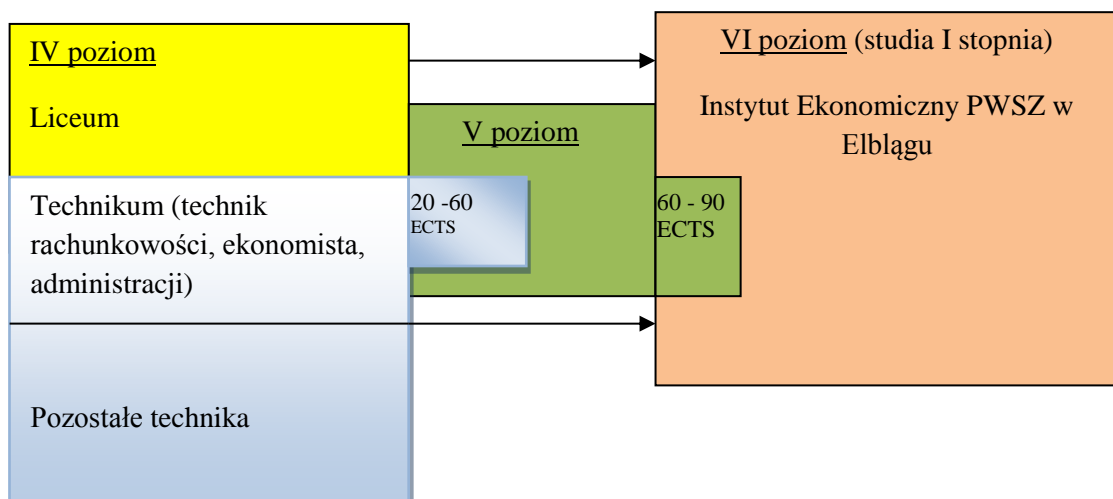 IV poziom
Liceum
Technikum (technik
rachunkowości, ekonomista,
administracji)
Pozostałe technika
V poziom
20 -60
ECTS
60 - 90
ECTS
VI poziom (studia I stopnia)
Instytut Ekonomiczny PWSZ w
Elblągu